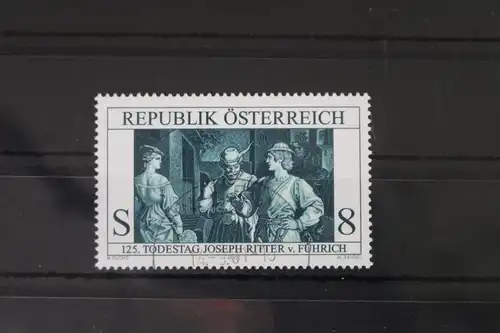 REPUBLIK ÖSTERREICH
S 8
125. TODESTAG JOSEPH RITTER v. FÜHRICH